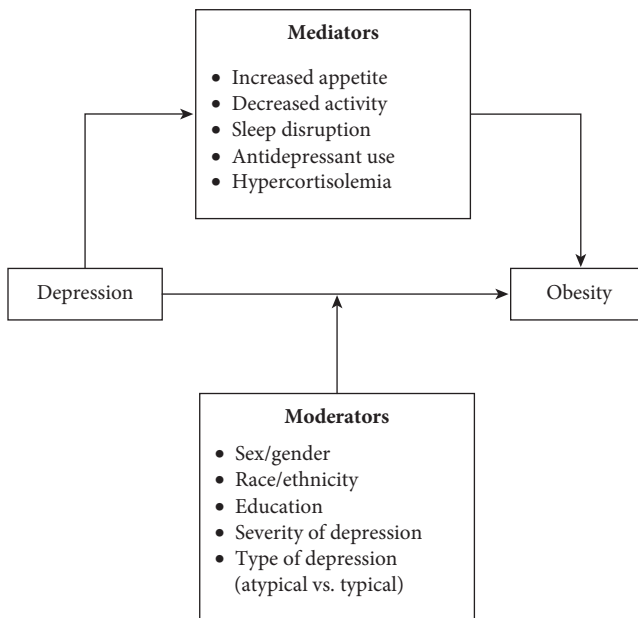 Mediators
• Increased appetite
• Decreased activity
• Sleep disruption
• Antidepressant use
• Hypercortisolemia
Depression
Obesity
Moderators
• Sex/gender
• Race/ethnicity
• Education
• Severity of depression
• Type of depression
(atypical vs. typical)